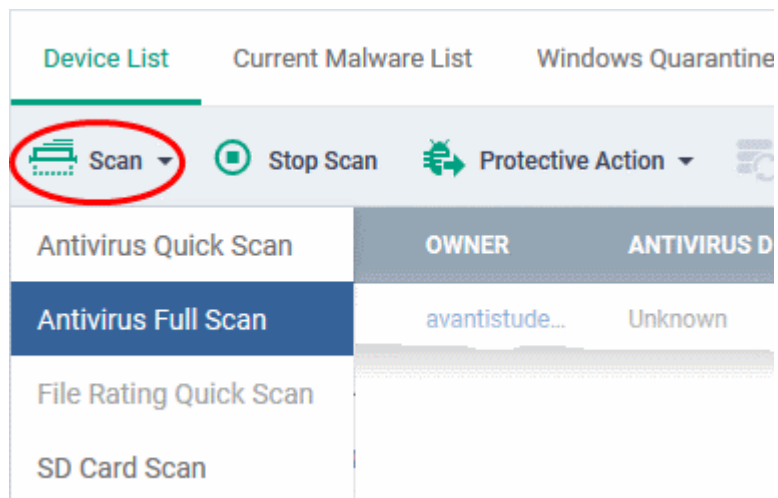 Device List Current Malware List Windows Quarantine
Scan Stop Scan Protective Action
Antivirus Quick Scan OWNER ANTIVIRUS D
Antivirus Full Scan avantistude... Unknown
File Rating Quick Scan
SD Card Scan